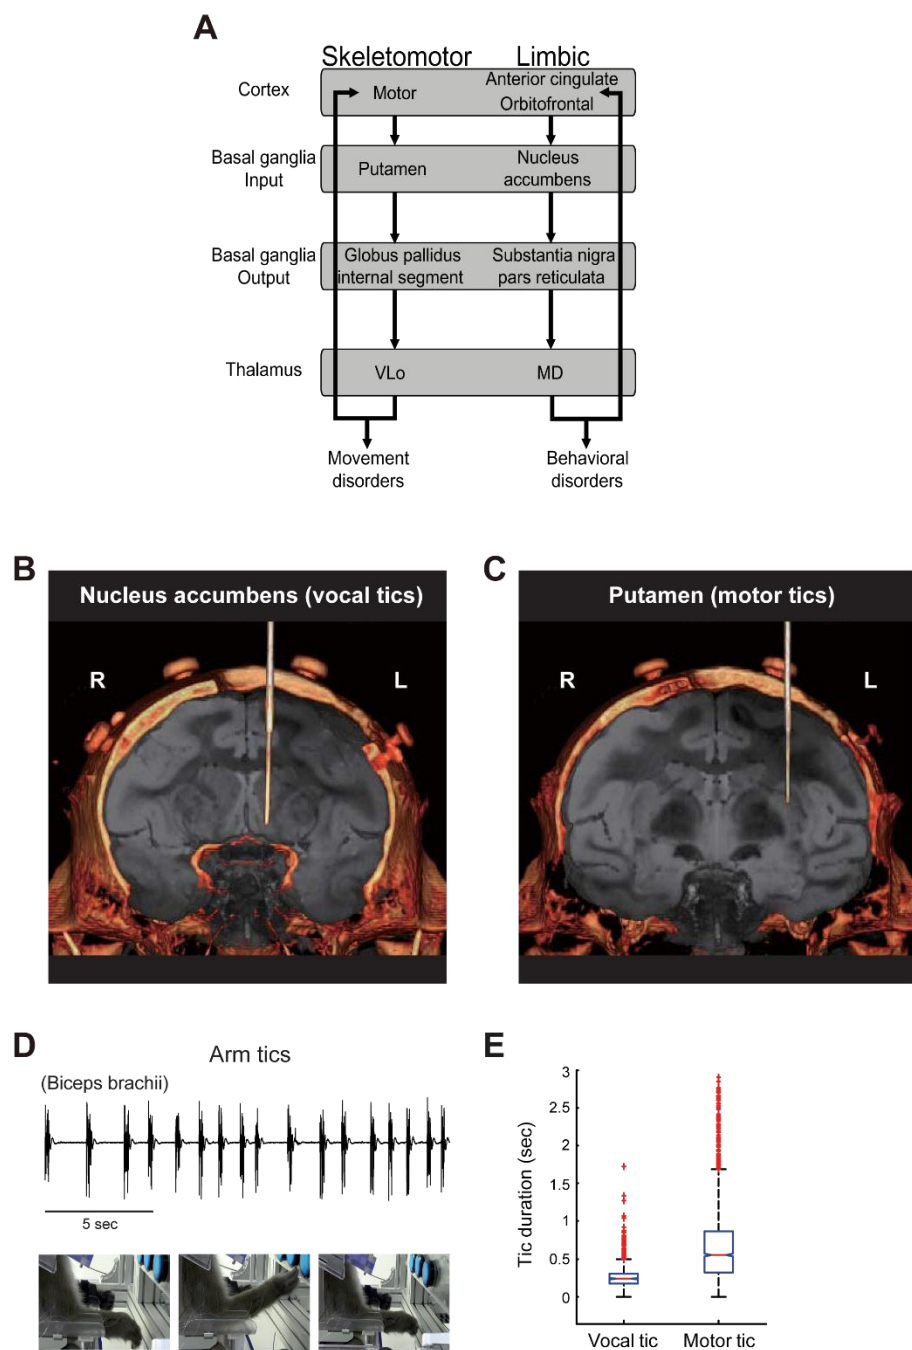 A
Skeletomotor
Limbic
Cortex
Motor
Anterior cingulate
Orbitofrontal
Basal ganglia
Input
Putamen
Nucleus
accumbens
Basal ganglia
Output
Globus pallidus
internal segment
Substantia nigra
pars reticulata
Thalamus
VLo
MD
Movement
disorders
Behavioral
disorders
B
Nucleus accumbens (vocal tics)
R
L
C
Putamen (motor tics)
R
L
D
Arm tics
(Biceps brachii)
5 sec
E
Tic duration (sec)
3
2.5
2
1.5
1
0.5
0
Vocal tic
Motor tic